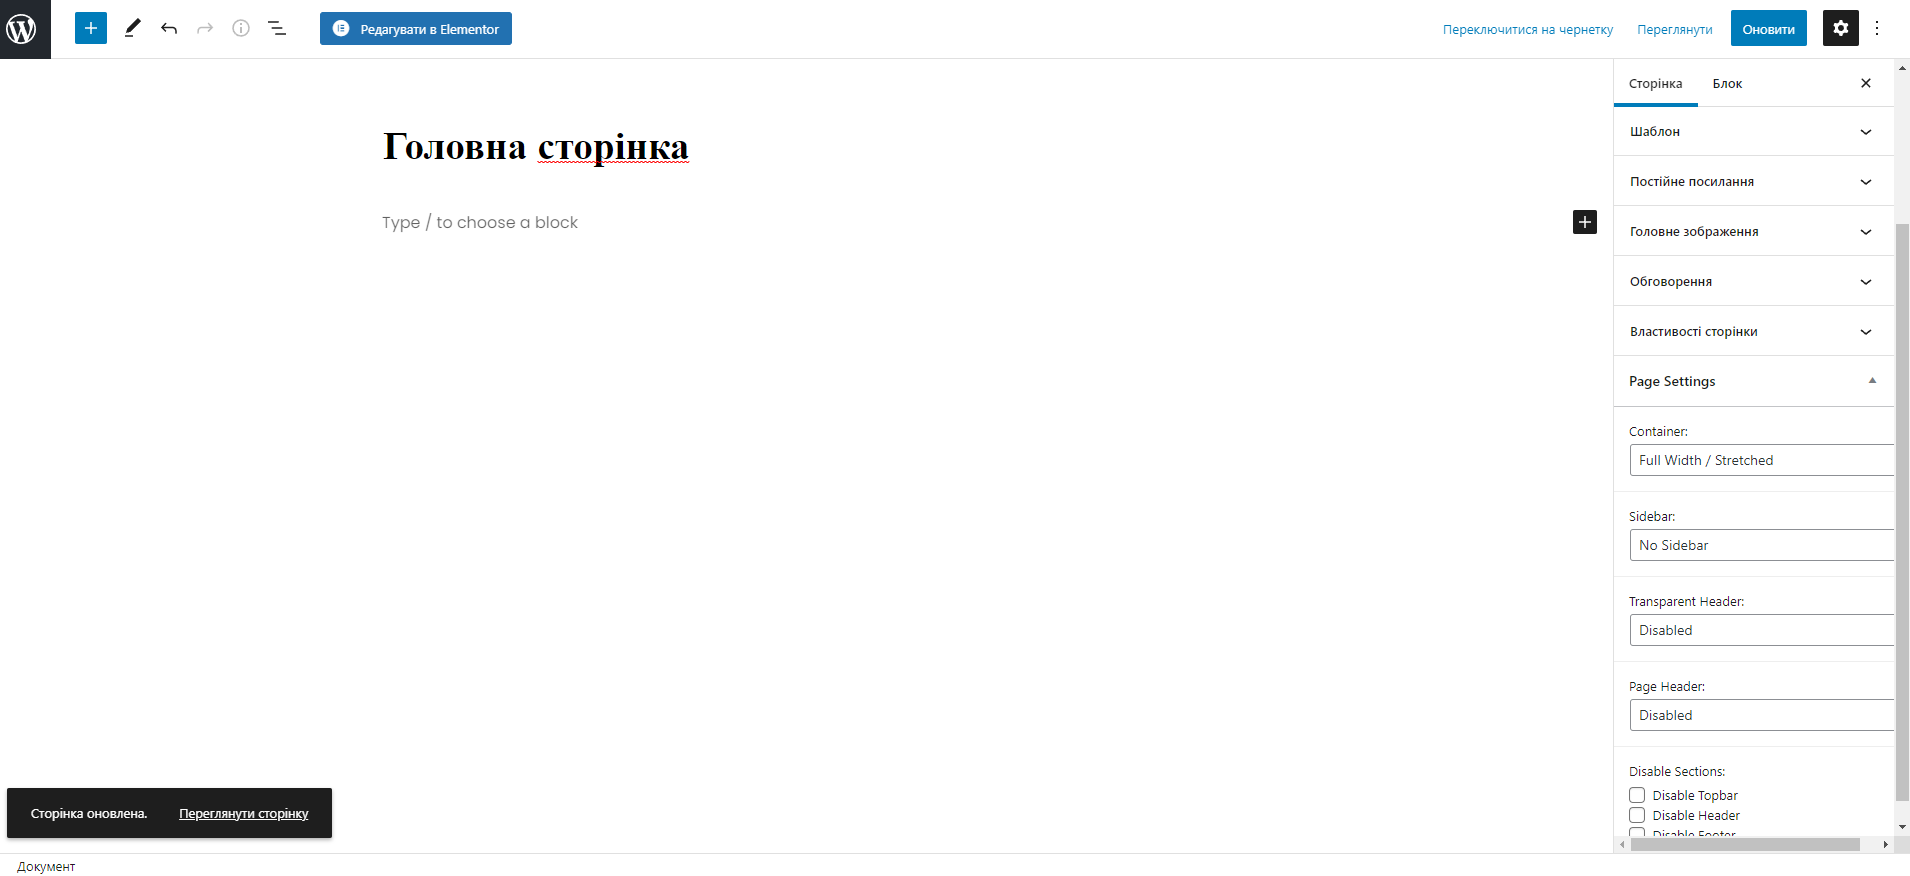 Редагувати в Elementor
Переключитися на чернетку
Переглянути
Оновити
Сторінка
Блок
Головна сторінка
Type / to choose a block
Шаблон
Постійне посилання
Головне зображення
Обговорення
Властивості сторінки
Page Settings
Container:
Full Width / Stretched
Sidebar:
No Sidebar
Transparent Header:
Disabled
Page Header:
Disabled
Disable Sections:
Disable Topbar
Disable Header
Disable Footer
Сторінка оновлена.
Переглянути сторінку
Документ